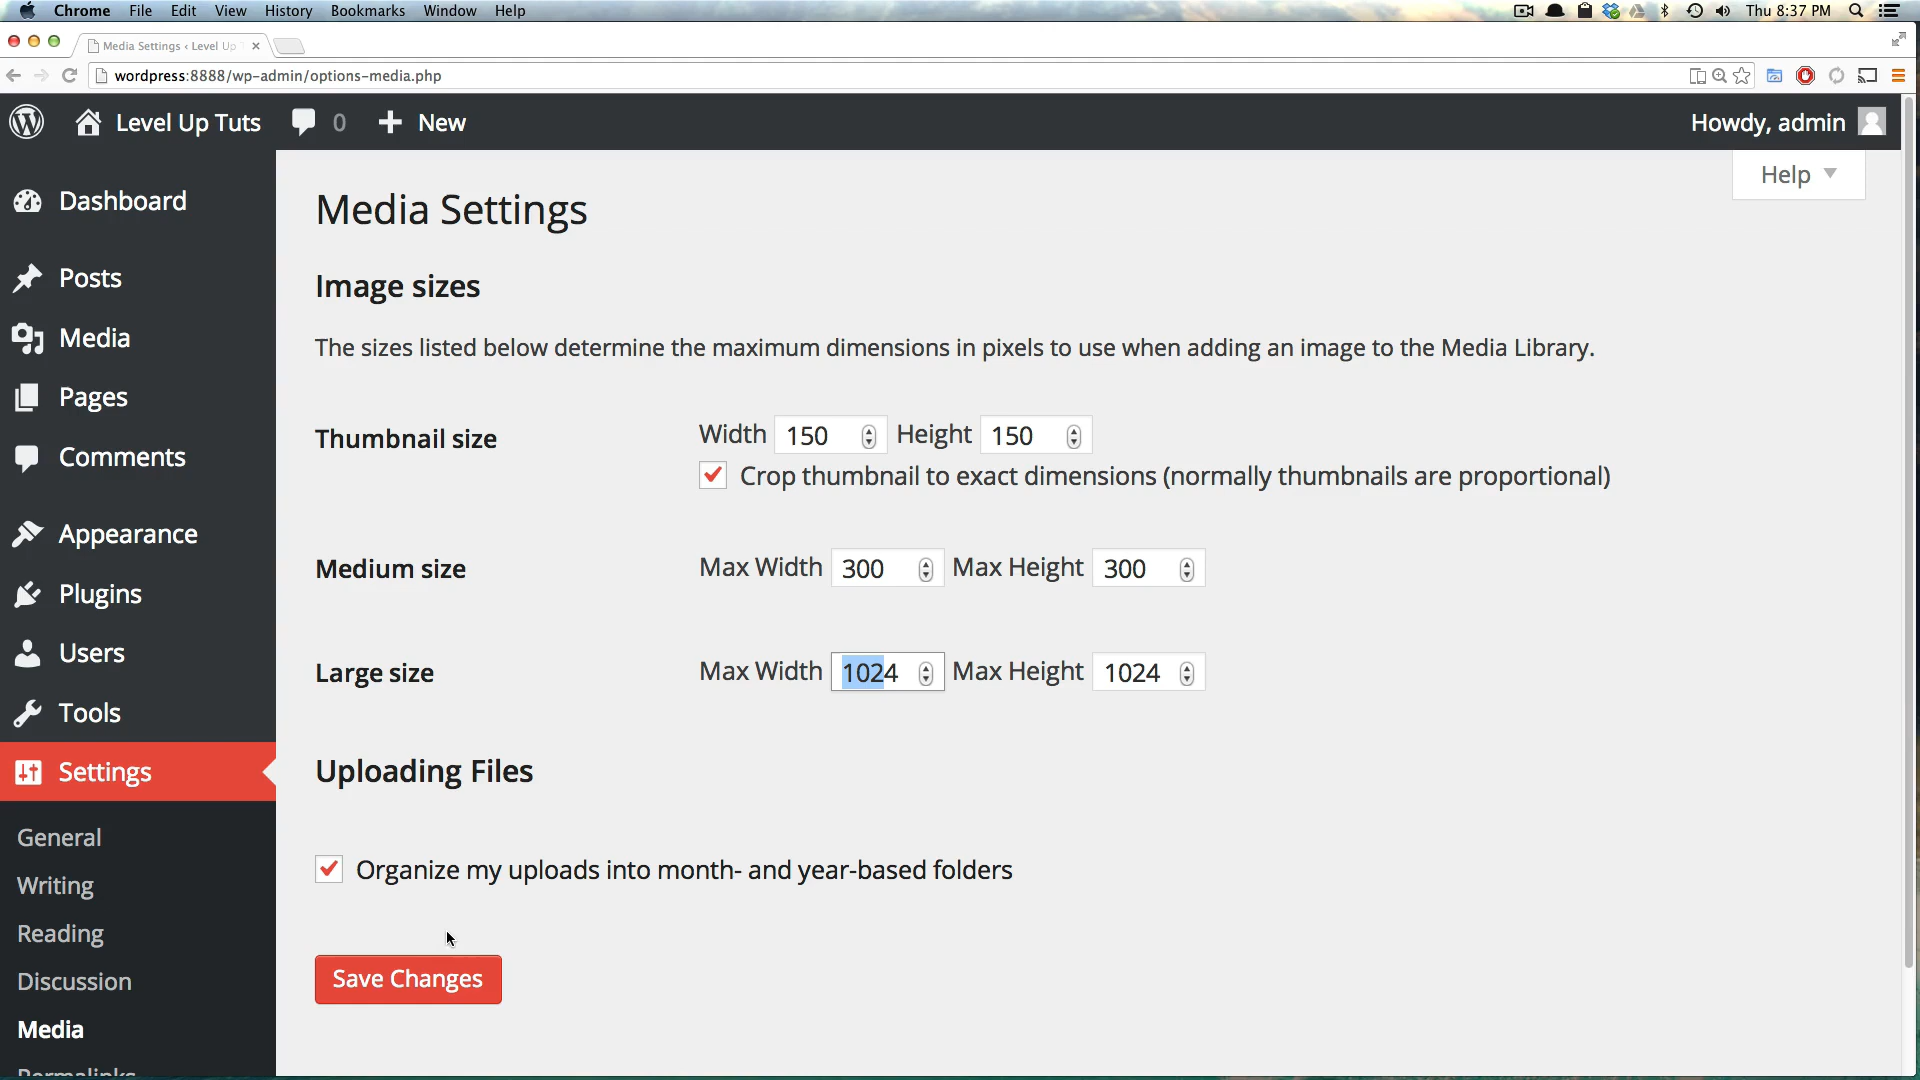 Chrome File Edit View History Bookmarks Window Help Thu 8:37 PM
Media Settings ‹ Level Up T
wordpress:8888/wp-admin/options-media.php
Level Up Tuts 0 New Howdy, admin
Help
Dashboard
Posts
Media
Pages
Comments
Appearance
Plugins
Users
Tools
Settings
General
Writing
Reading
Discussion
Media
Permalinks
Media Settings
Image sizes
The sizes listed below determine the maximum dimensions in pixels to use when adding an image to the Media Library.
Thumbnail size Width 150 Height 150
Crop thumbnail to exact dimensions (normally thumbnails are proportional)
Medium size Max Width 300 Max Height 300
Large size Max Width 1024 Max Height 1024
Uploading Files
Organize my uploads into month- and year-based folders
Save Changes